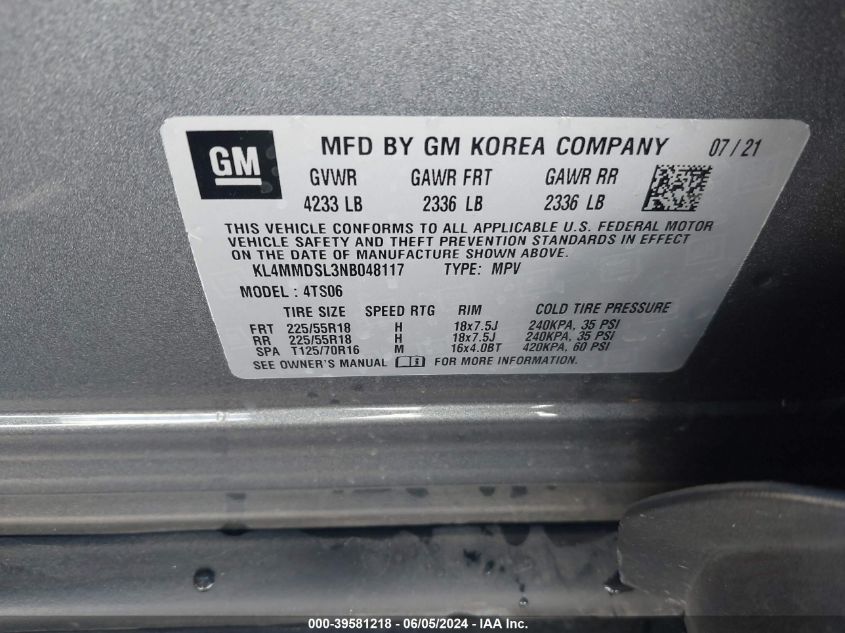 GM
MFD BY GM KOREA COMPANY 07/21
GVWR GAWR FRT GAWR RR
4233 LB 2336 LB 2336 LB
THIS VEHICLE CONFORMS TO ALL APPLICABLE U.S. FEDERAL MOTOR
VEHICLE SAFETY AND THEFT PREVENTION STANDARDS IN EFFECT
ON THE DATE OF MANUFACTURE SHOWN ABOVE.
KL4MMDSL3NB048117 TYPE: MPV
MODEL : 4TS06
TIRE SIZE SPEED RTG RIM COLD TIRE PRESSURE
FRT 225/55R18 H 18x7.5J 240KPA, 35 PSI
RR 225/55R18 H 18x7.5J 240KPA, 35 PSI
SPA T125/70R16 M 16x4.0BT 420KPA, 60 PSI
SEE OWNER'S MANUAL FOR MORE INFORMATION.
000-39581218 - 06/05/2024 - IAA Inc.